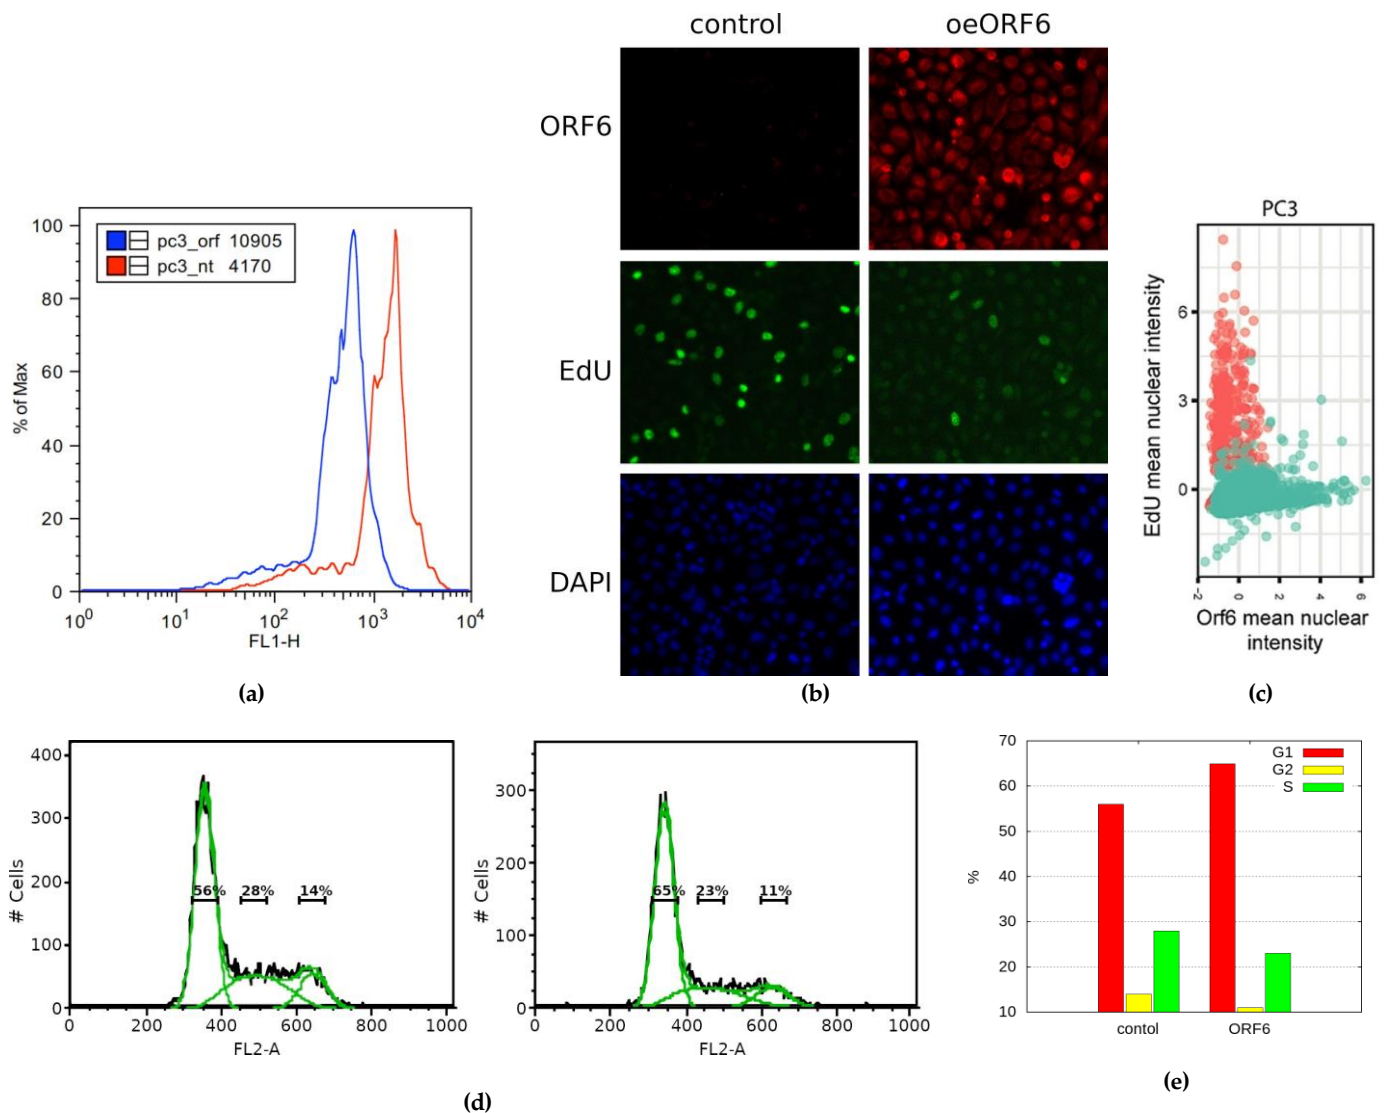 control oeORF6
ORF6
EdU
DAPI
(b)
100
80
60
40
20
0
% of Max
pc3_orf 10905
pc3_nt 4170
10^0 10^1 10^2 10^3 10^4
FL1-H
(a)
PC3
6
3
0
EdU mean nuclear intensity
-2 0 2 4 6
Orf6 mean nuclear
intensity
(c)
400
300
200
100
0
# Cells
56% 28% 14%
0 200 400 600 800 1000
FL2-A
300
200
100
0
# Cells
65% 23% 11%
0 200 400 600 800 1000
FL2-A
(d)
70
60
50
40
30
20
10
%
G1
G2
S
contol ORF6
(e)